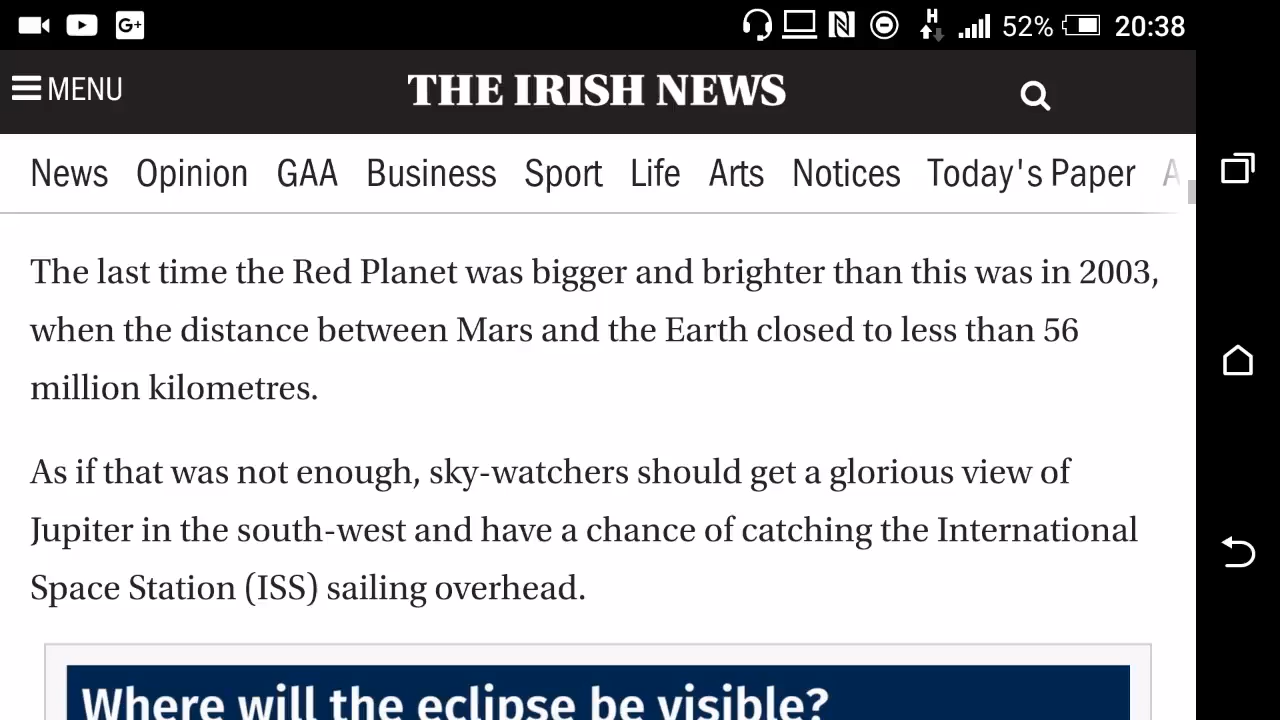 G+ H 52% 20:38
MENU THE IRISH NEWS
News Opinion GAA Business Sport Life Arts Notices Today's Paper A
The last time the Red Planet was bigger and brighter than this was in 2003,
when the distance between Mars and the Earth closed to less than 56
million kilometres.
As if that was not enough, sky-watchers should get a glorious view of
Jupiter in the south-west and have a chance of catching the International
Space Station (ISS) sailing overhead.
Where will the eclipse be visible?